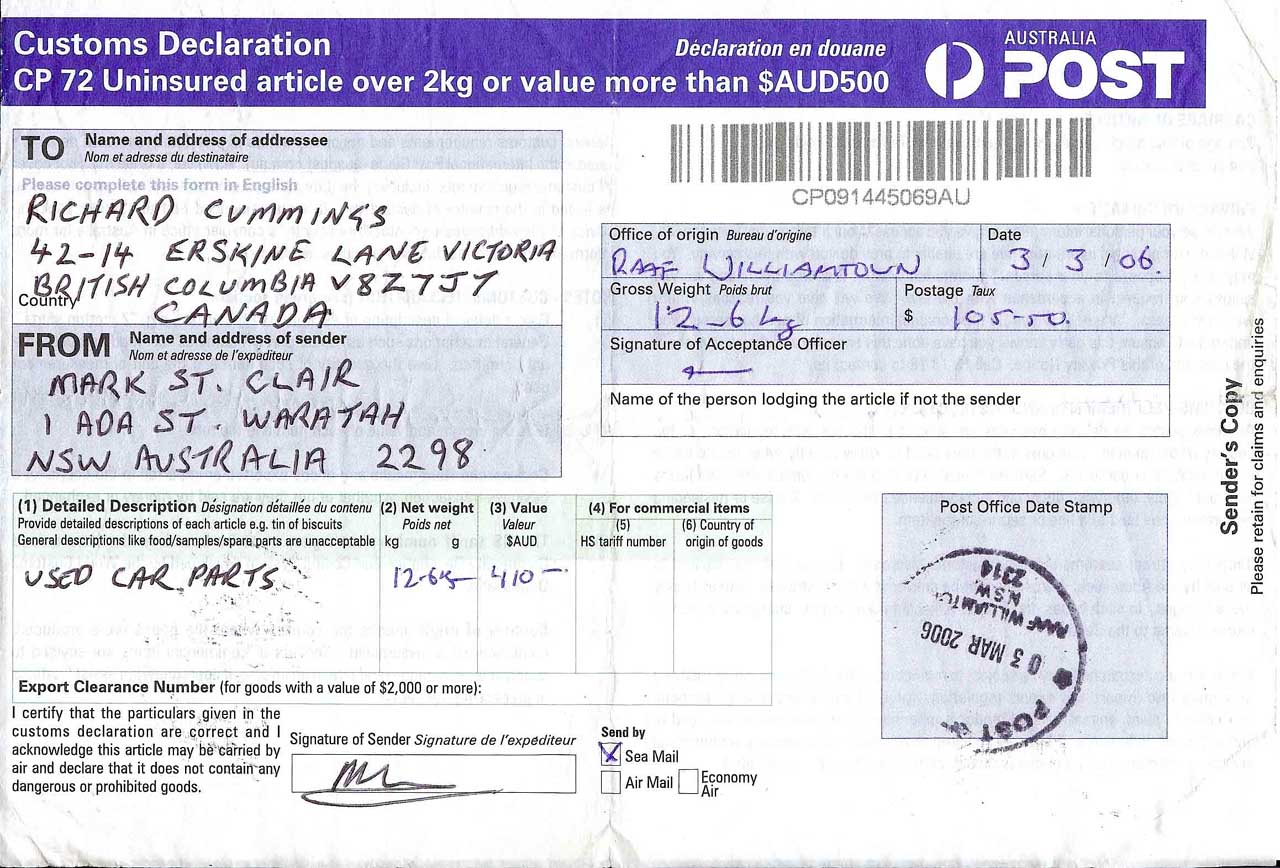 Customs Declaration
Déclaration en douane
CP 72 Uninsured article over 2kg or value more than $AUD500
AUSTRALIA
POST
TO Name and address of addressee
Nom et adresse du destinataire
Please complete this form in English
RICHARD CUMMINGS
42-14 ERSKINE LANE VICTORIA
BRITISH COLUMBIA V8Z7J7
Country
CANADA
FROM Name and address of sender
Nom et adresse de l'expéditeur
MARK ST. CLAIR
1 ADA ST. WARATAH
NSW AUSTRALIA 2298
CP091445069AU
Office of origin Bureau d'origine
RAAF WILLIAMTOWN
Date
3 3 06.
Gross Weight Poids brut
12-6 kg
Postage Taux
$ 105-50.
Signature of Acceptance Officer
Name of the person lodging the article if not the sender
Sender's Copy
Please retain for claims and enquiries
(1) Detailed Description Désignation détaillée du contenu
Provide detailed descriptions of each article e.g. tin of biscuits
General descriptions like food/samples/spare parts are unacceptable
(2) Net weight
Poids net
kg g
(3) Value
Valeur
$AUD
(4) For commercial items
(5)
HS tariff number
(6) Country of
origin of goods
USED CAR PARTS
410-
Export Clearance Number (for goods with a value of $2,000 or more):
Post Office Date Stamp
POST
03 MAR 2006
NSW
2314
I certify that the particulars given in the
customs declaration are correct and I
acknowledge this article may be carried by
air and declare that it does not contain any
dangerous or prohibited goods.
Signature of Sender Signature de l'expéditeur
Send by
X Sea Mail
Air Mail
Economy
Air